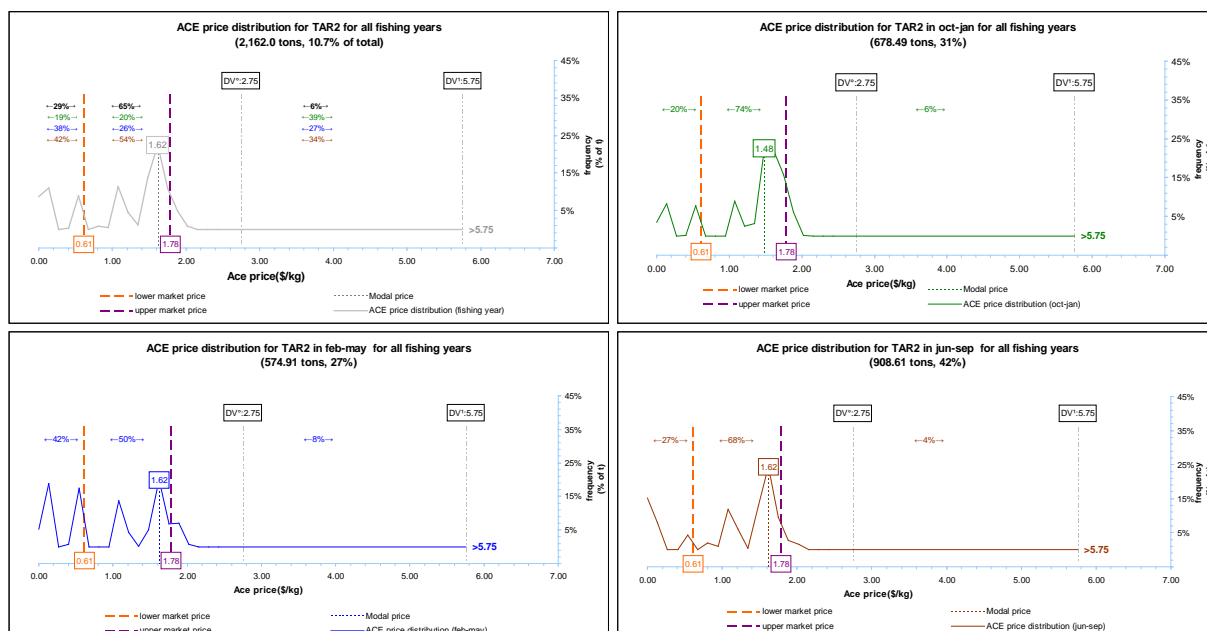 ACE price distribution for TAR2 for all fishing years
(2,162.0 tons, 10.7% of total)
45%
35%
25%
15%
5%
frequency
(% of t)
DV°:2.75
DV¹:5.75
←29%→ ←65%→ ←6%→
←19%→ ←20%→ ←39%→
←38%→ ←26%→ ←27%→
←42%→ ←54%→ ←34%→
1.62
>5.75
0.61
1.78
0.00 1.00 2.00 3.00 4.00 5.00 6.00 7.00
Ace price($/kg)
lower market price
Modal price
upper market price
ACE price distribution (fishing year)
ACE price distribution for TAR2 in oct-jan for all fishing years
(678.49 tons, 31%)
45%
35%
25%
15%
5%
frequency
DV°:2.75
DV¹:5.75
←20%→ ←74%→ ←6%→
1.48
>5.75
0.61
1.78
0.00 1.00 2.00 3.00 4.00 5.00 6.00 7.00
Ace price($/kg)
lower market price
Modal price
upper market price
ACE price distribution (oct-jan)
ACE price distribution for TAR2 in feb-may for all fishing years
(574.91 tons, 27%)
45%
35%
25%
15%
5%
frequency
(% of t)
DV°:2.75
DV¹:5.75
←42%→ ←50%→ ←8%→
1.62
>5.75
0.61
1.78
0.00 1.00 2.00 3.00 4.00 5.00 6.00 7.00
Ace price($/kg)
lower market price
Modal price
upper market price
ACE price distribution (feb-may)
ACE price distribution for TAR2 in jun-sep for all fishing years
(908.61 tons, 42%)
45%
35%
25%
15%
5%
frequency
DV°:2.75
DV¹:5.75
←27%→ ←68%→ ←4%→
1.62
>5.75
0.61
1.78
0.00 1.00 2.00 3.00 4.00 5.00 6.00 7.00
Ace price($/kg)
lower market price
Modal price
upper market price
ACE price distribution (jun-sep)